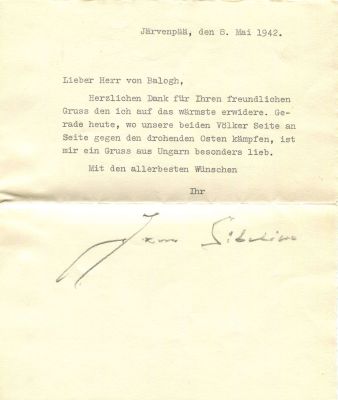 Järvenpää, den 8. Mai 1942.
Lieber Herr von Balogh,
Herzlichen Dank für Ihren freundlichen
Gruss den ich auf das wärmste erwidere. Ge-
rade heute, wo unsere beiden Völker Seite an
Seite gegen den drohenden Osten kämpfen, ist
mir ein Gruss aus Ungarn besonders lieb.
Mit den allerbesten Wünschen
Ihr
Jean Sibelius